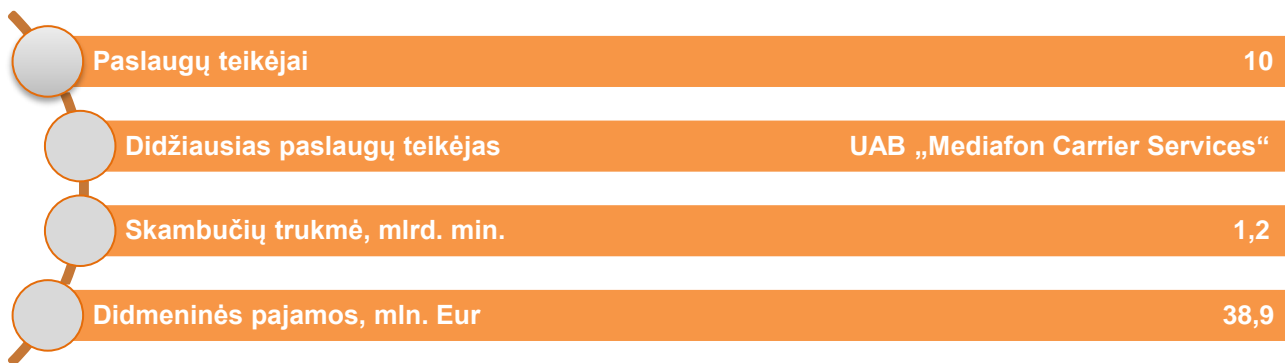 Paslaugų teikėjai 10
Didžiausias paslaugų teikėjas UAB „Mediafon Carrier Services“
Skambučių trukmė, mlrd. min. 1,2
Didmeninės pajamos, mln. Eur 38,9